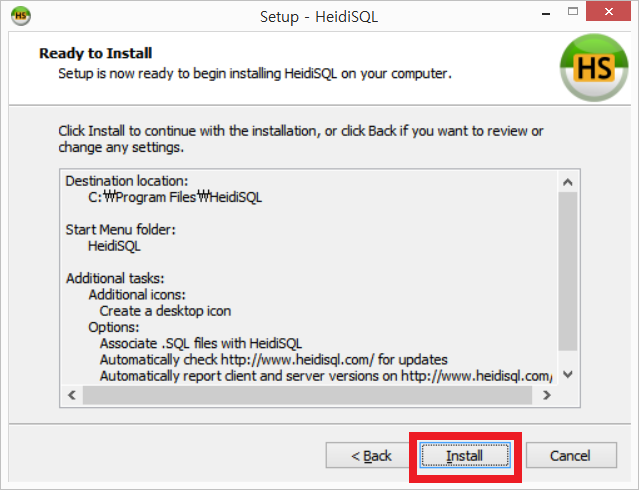 HS
Setup - HeidiSQL
Ready to Install
Setup is now ready to begin installing HeidiSQL on your computer.
HS
Click Install to continue with the installation, or click Back if you want to review or
change any settings.
Destination location:
C:₩Program Files₩HeidiSQL
Start Menu folder:
HeidiSQL
Additional tasks:
Additional icons:
Create a desktop icon
Options:
Associate .SQL files with HeidiSQL
Automatically check http://www.heidisql.com/ for updates
Automatically report client and server versions on http://www.heidisql.com/
< Back
Install
Cancel